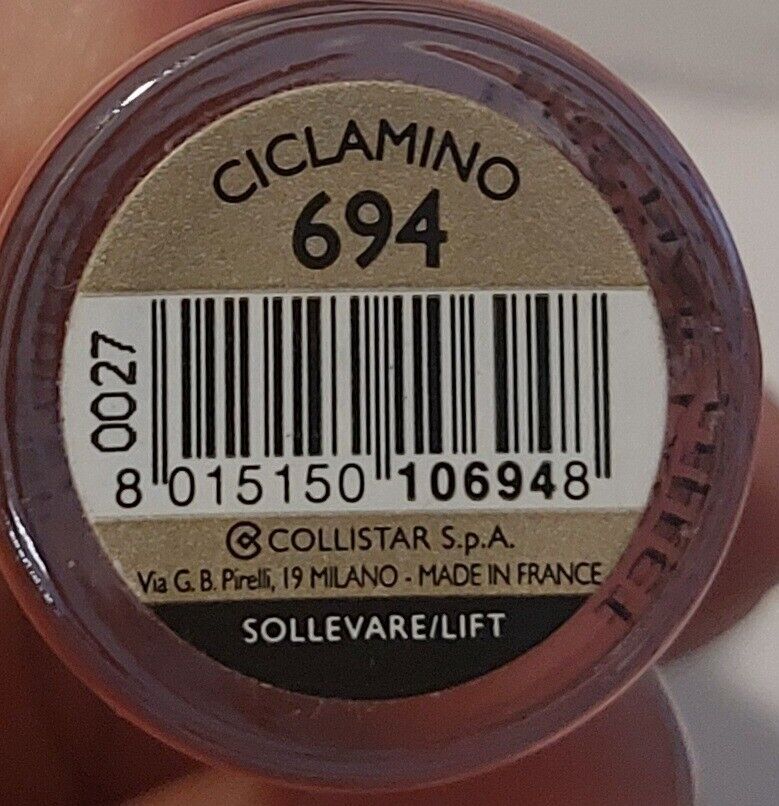 CICLAMINO
694
0027
8 015150 106948
COLLISTAR S.p.A.
Via G. B. Pirelli, 19 MILANO - MADE IN FRANCE
SOLLEVARE/LIFT